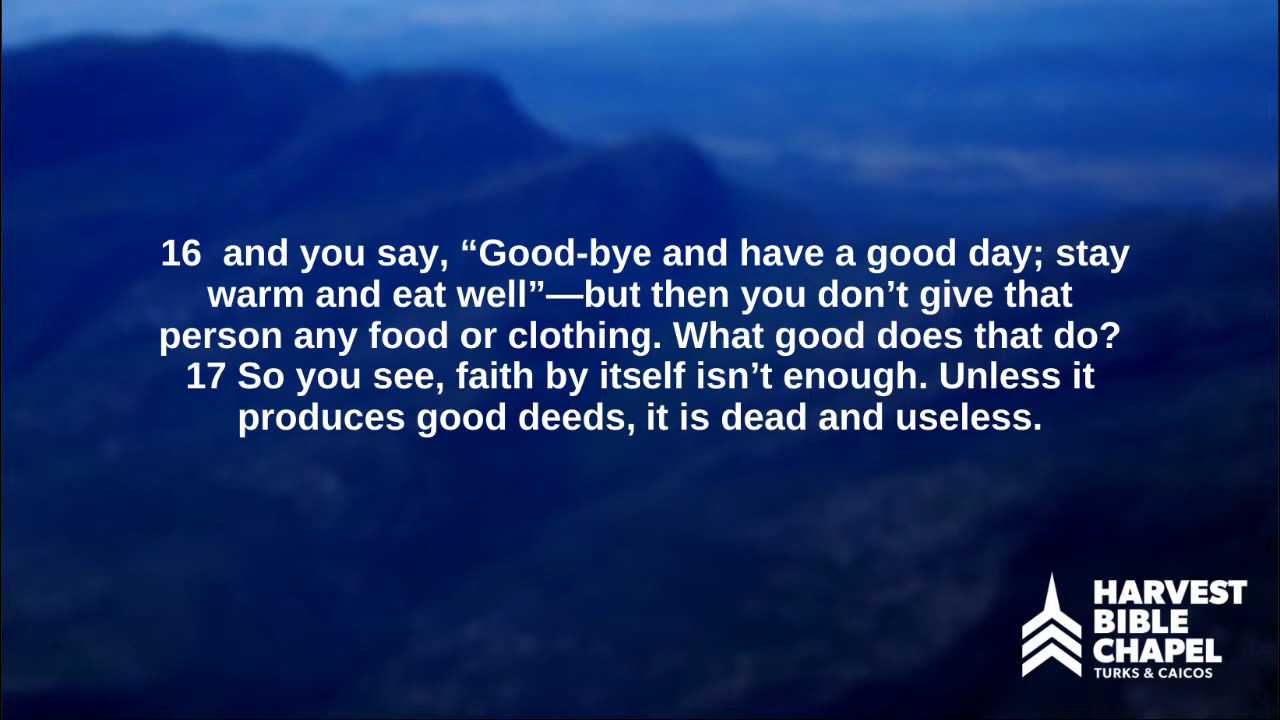 16  and you say, “Good-bye and have a good day; stay
warm and eat well”—but then you don’t give that
person any food or clothing. What good does that do?
17 So you see, faith by itself isn’t enough. Unless it
produces good deeds, it is dead and useless.
HARVEST
BIBLE
CHAPEL
TURKS & CAICOS